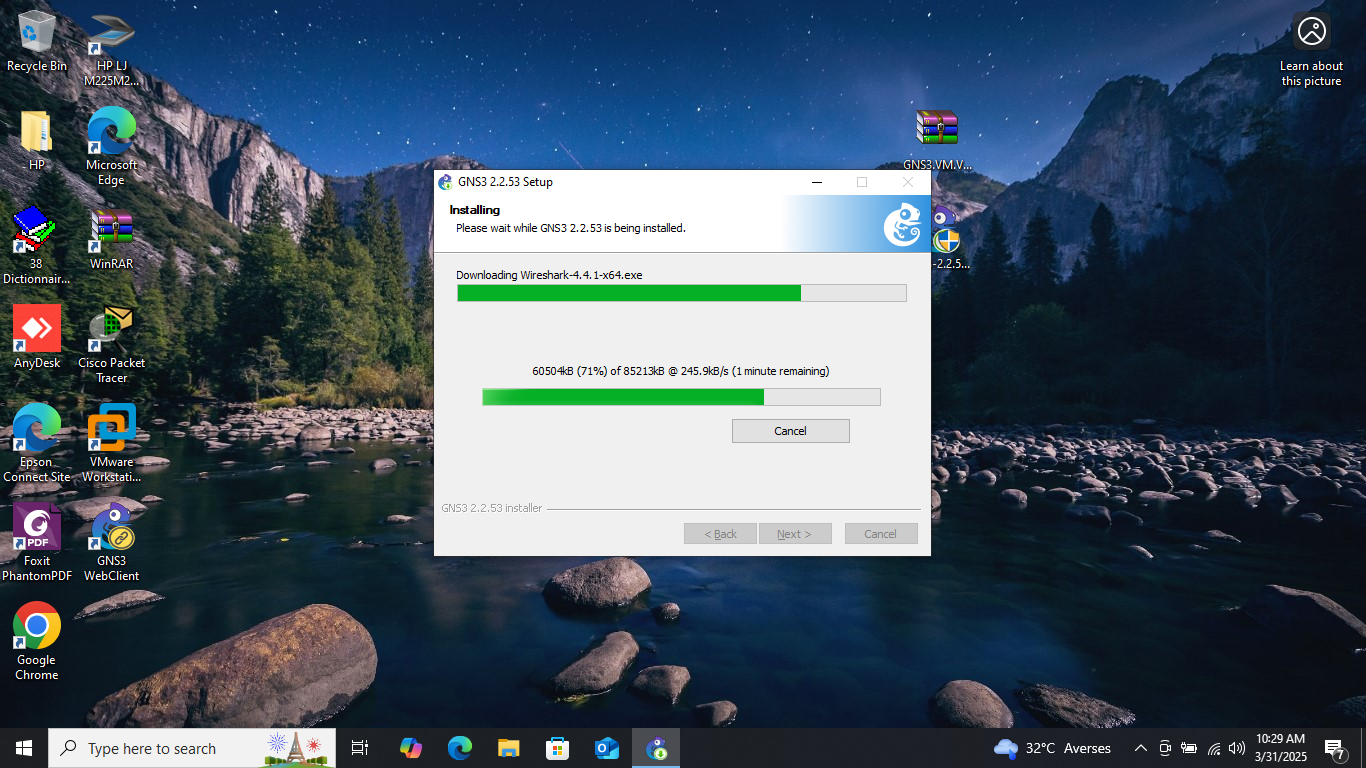 Recycle Bin
HP LJ
M225M2...
- HP
Microsoft
Edge
38
Dictionnair...
WinRAR
AnyDesk
Cisco Packet
Tracer
Epson
Connect Site
VMware
Workstati...
PDF
Foxit
PhantomPDF
GNS3
WebClient
Google
Chrome
Learn about
this picture
GNS3.VM.V...
-2.2.5...
GNS3 2.2.53 Setup
Installing
Please wait while GNS3 2.2.53 is being installed.
Downloading Wireshark-4.4.1-x64.exe
60504kB (71%) of 85213kB @ 245.9kB/s (1 minute remaining)
Cancel
GNS3 2.2.53 installer
< Back
Next >
Cancel
Type here to search
32°C Averses
10:29 AM
3/31/2025
7